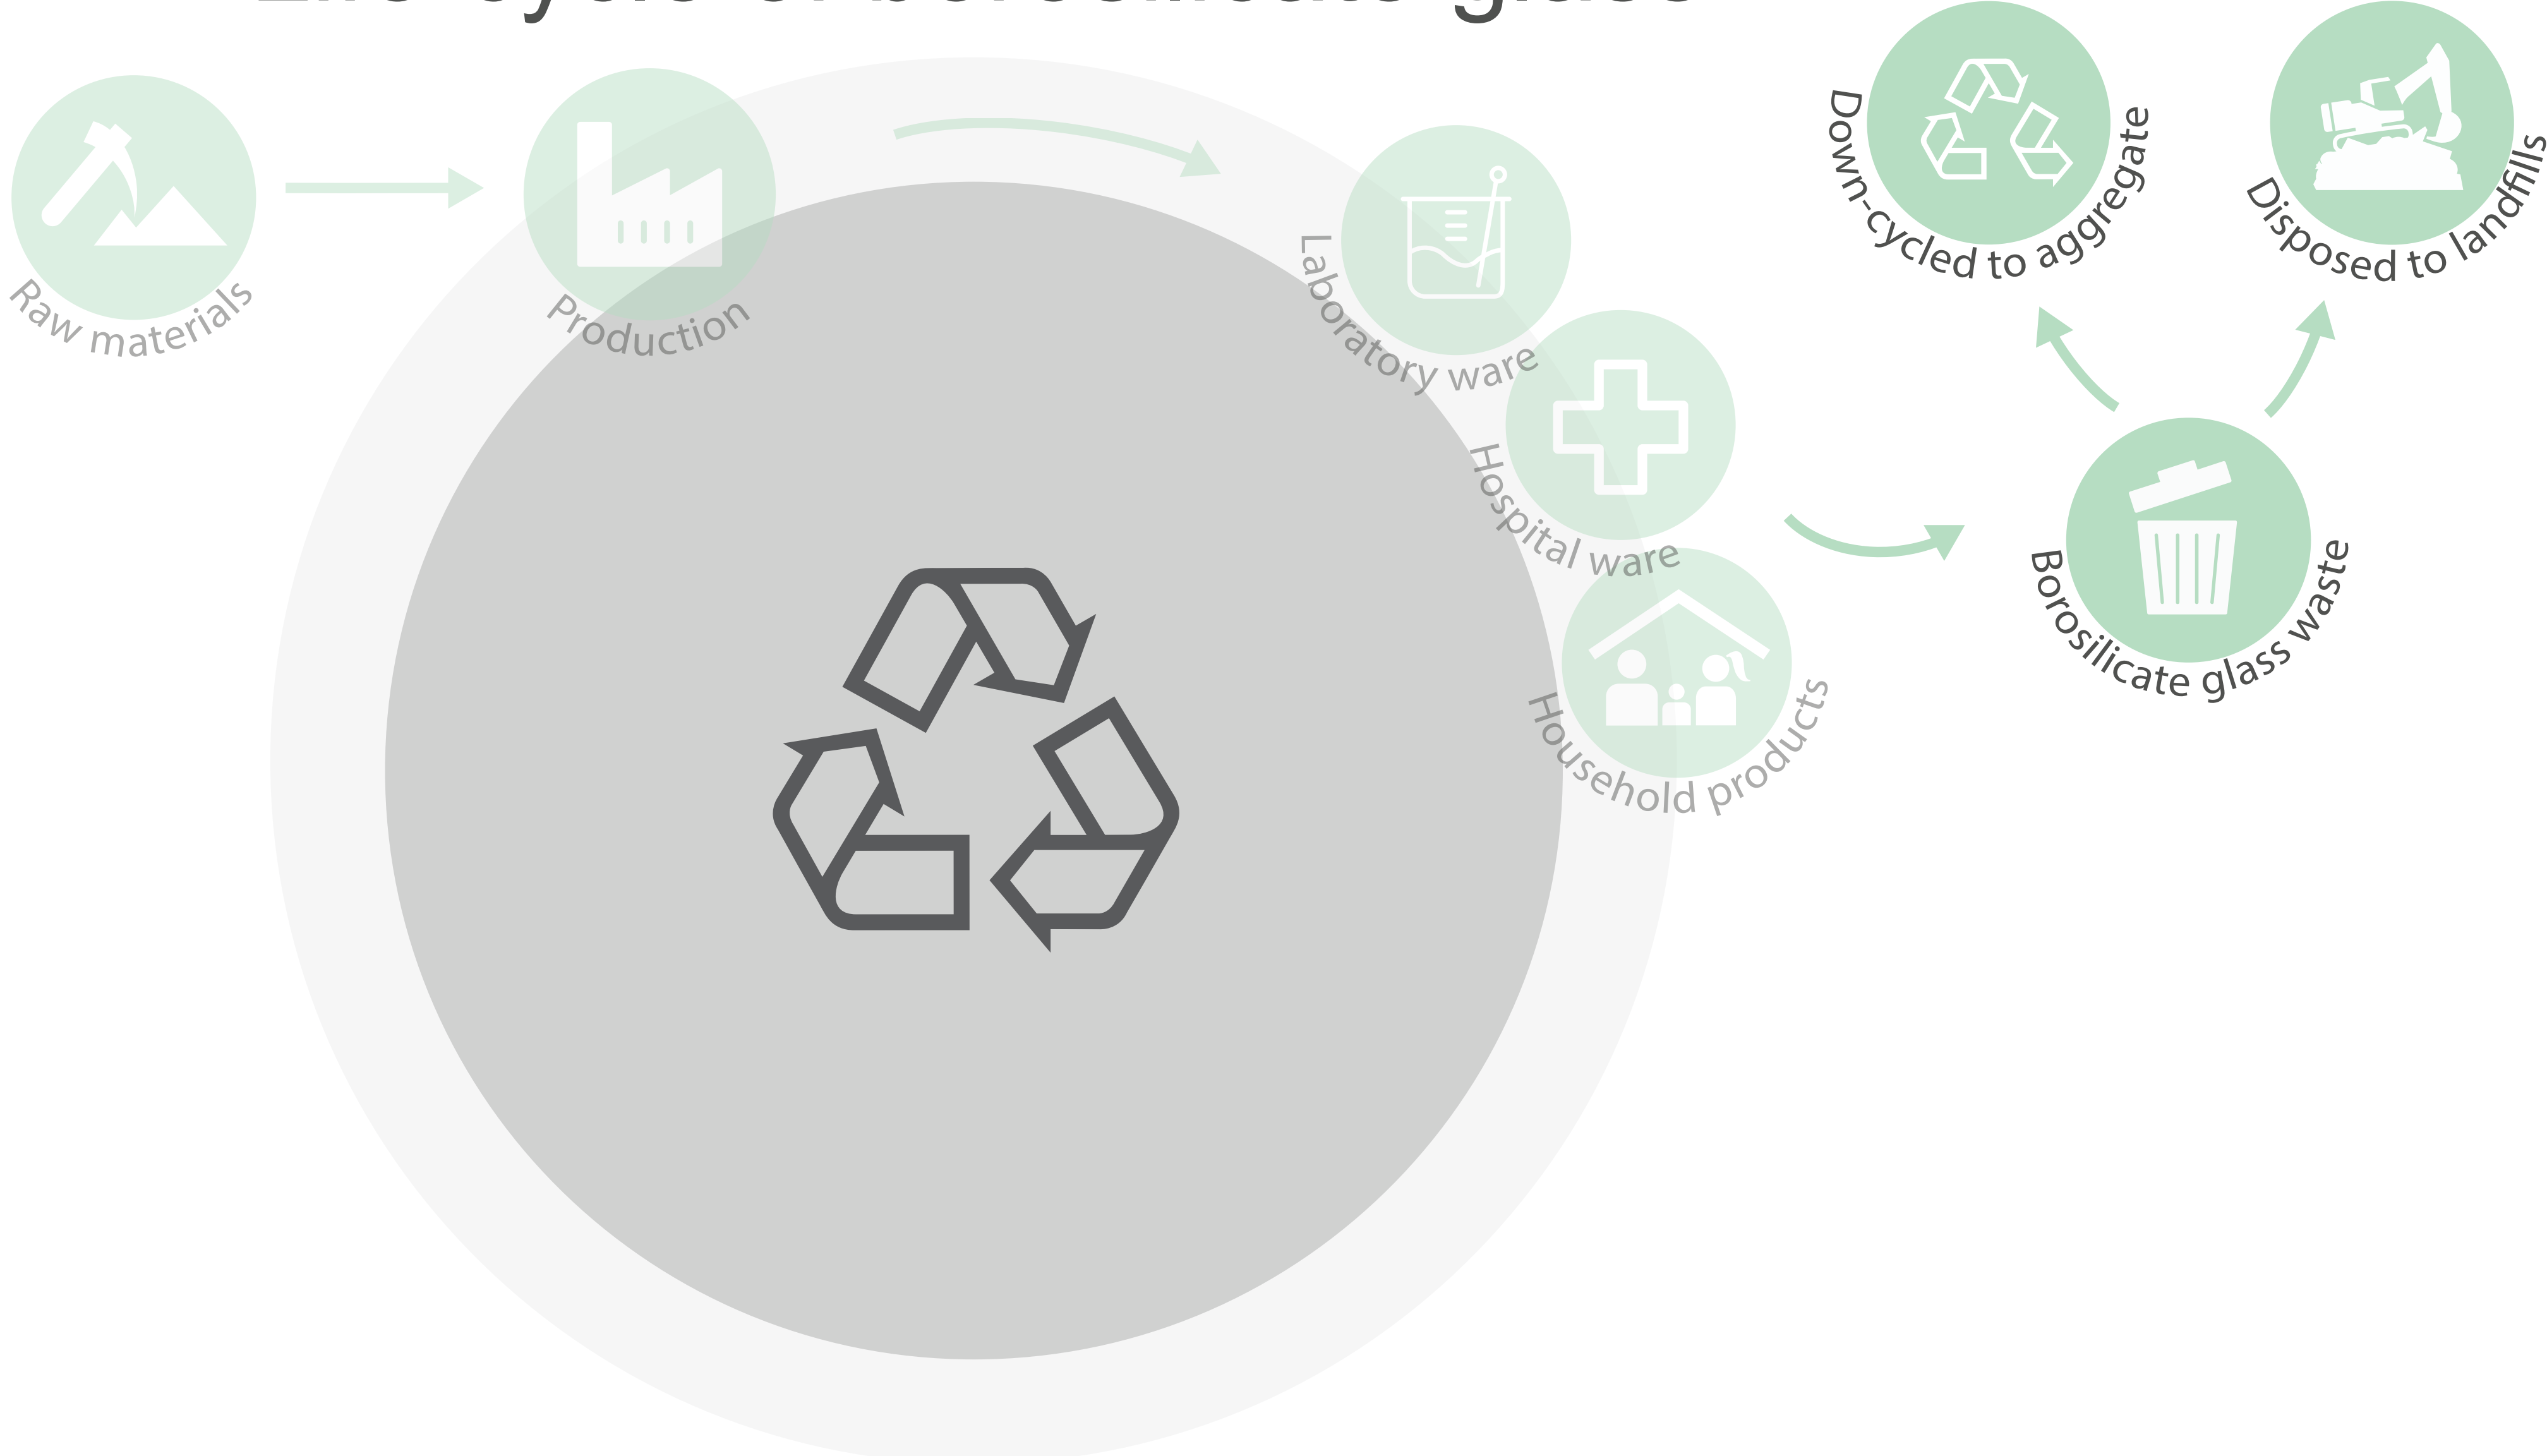 Raw materials
Production
Laboratory ware
Hospital ware
Household products
Down-cycled to aggregate
Disposed to landfills
Borosilicate glass waste